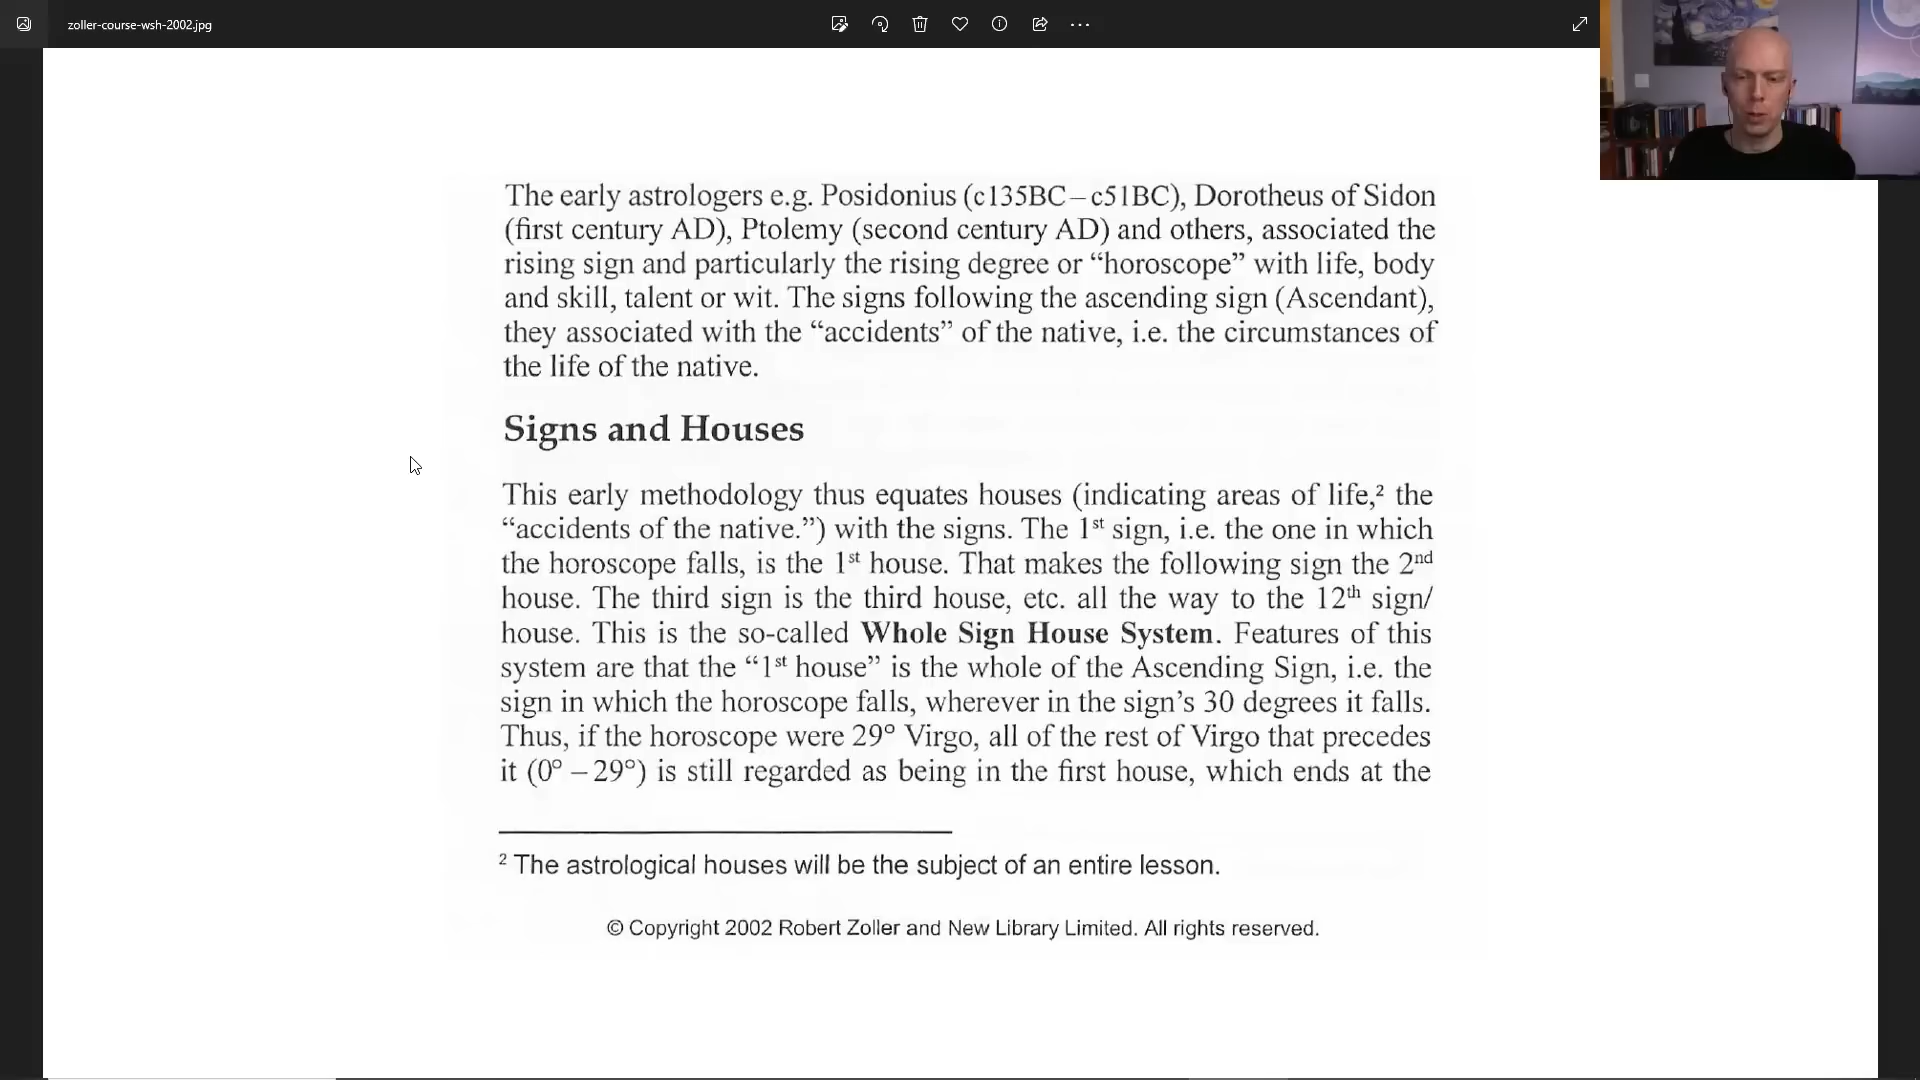 zoller-course-wsh-2002.jpg
The early astrologers e.g. Posidonius (c135BC – c51BC), Dorotheus of Sidon
(first century AD), Ptolemy (second century AD) and others, associated the
rising sign and particularly the rising degree or “horoscope” with life, body
and skill, talent or wit. The signs following the ascending sign (Ascendant),
they associated with the “accidents” of the native, i.e. the circumstances of
the life of the native.
Signs and Houses
This early methodology thus equates houses (indicating areas of life,² the
“accidents of the native.”) with the signs. The 1st sign, i.e. the one in which
the horoscope falls, is the 1st house. That makes the following sign the 2nd
house. The third sign is the third house, etc. all the way to the 12th sign/
house. This is the so-called Whole Sign House System. Features of this
system are that the “1st house” is the whole of the Ascending Sign, i.e. the
sign in which the horoscope falls, wherever in the sign’s 30 degrees it falls.
Thus, if the horoscope were 29° Virgo, all of the rest of Virgo that precedes
it (0° – 29°) is still regarded as being in the first house, which ends at the
² The astrological houses will be the subject of an entire lesson.
© Copyright 2002 Robert Zoller and New Library Limited. All rights reserved.